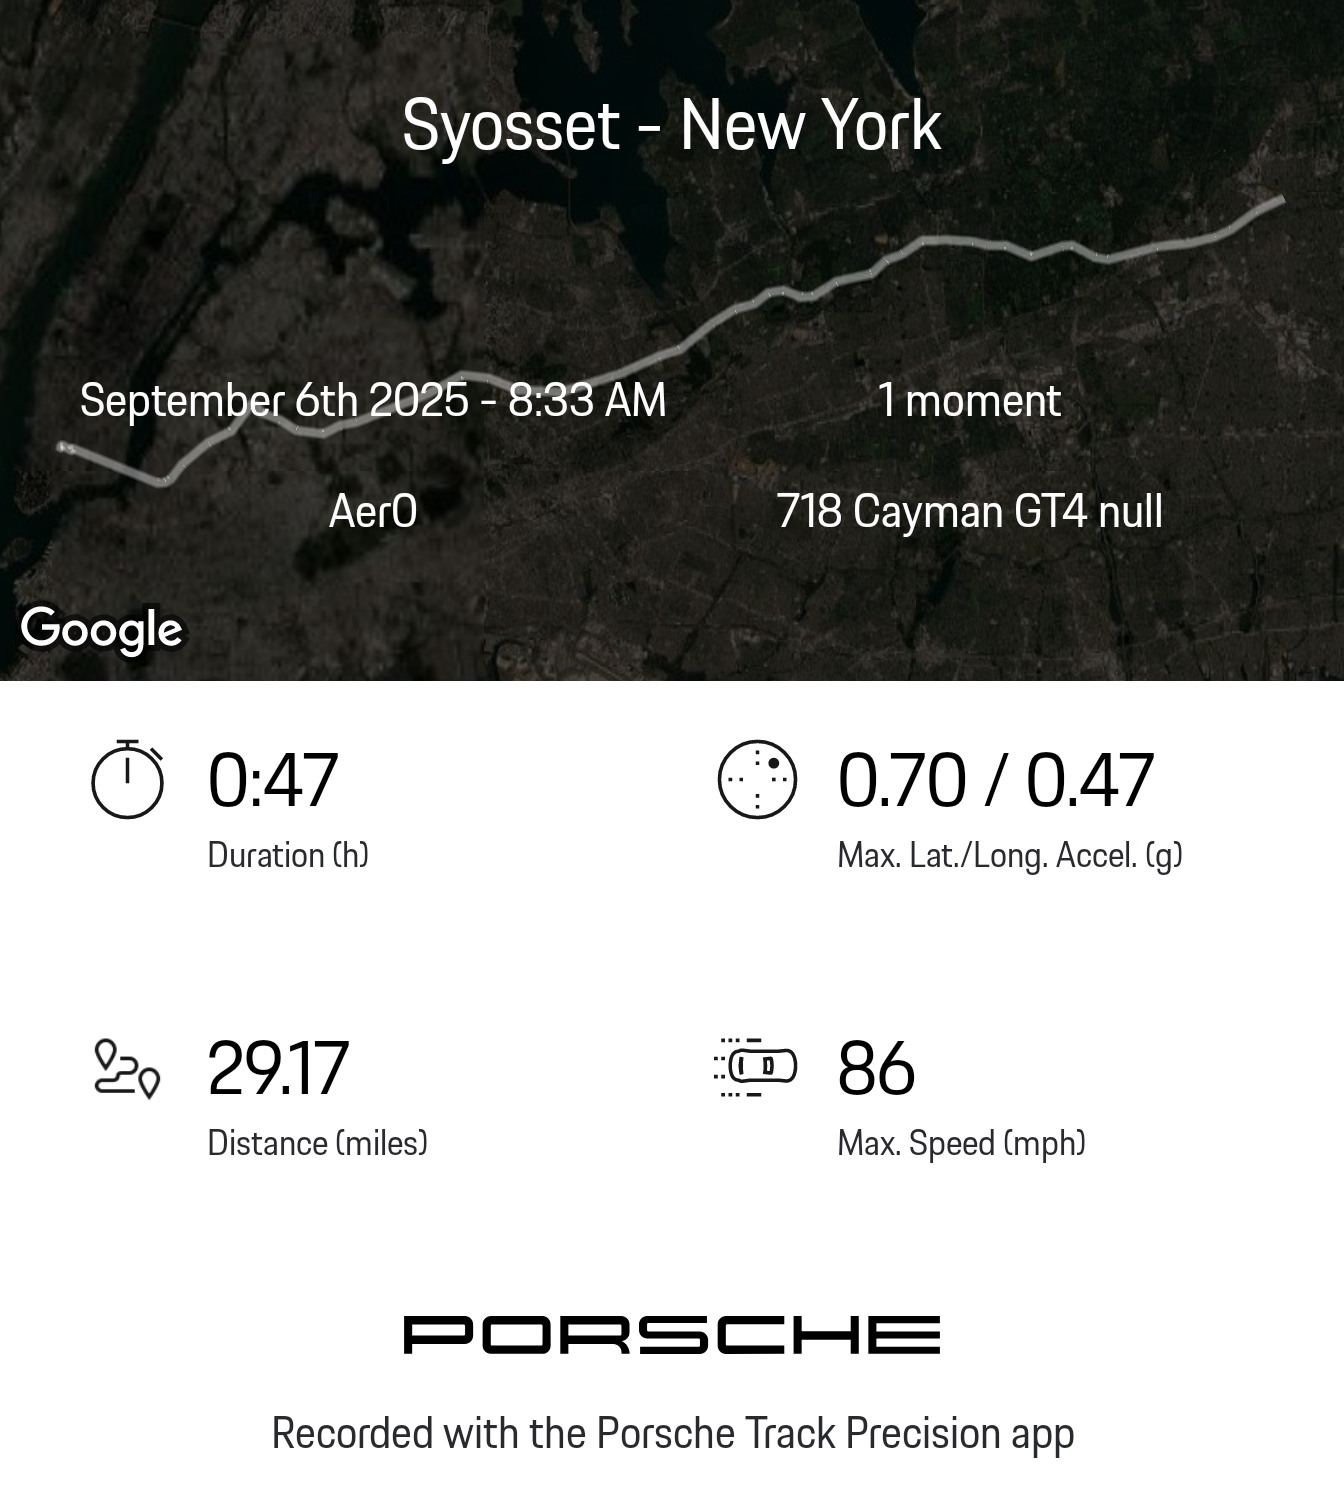 Syosset - New York
September 6th 2025 - 8:33 AM
1 moment
Aer0
718 Cayman GT4 null
Google
0:47
Duration (h)
0.70 / 0.47
Max. Lat./Long. Accel. (g)
29.17
Distance (miles)
86
Max. Speed (mph)
PORSCHE
Recorded with the Porsche Track Precision app